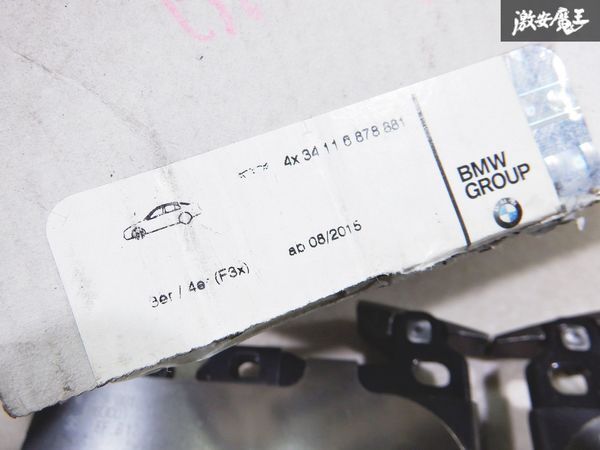 激安魔王
4x 34 11 6 878 881
BMW
GROUP
3er / 4er (F3x)
ab 08/2015